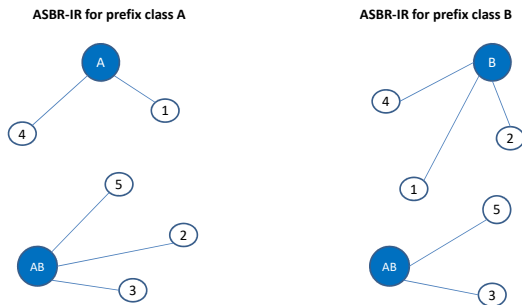 ASBR-IR for prefix class A
A
1
4
5
2
AB
3
ASBR-IR for prefix class B
B
4
2
1
5
AB
3